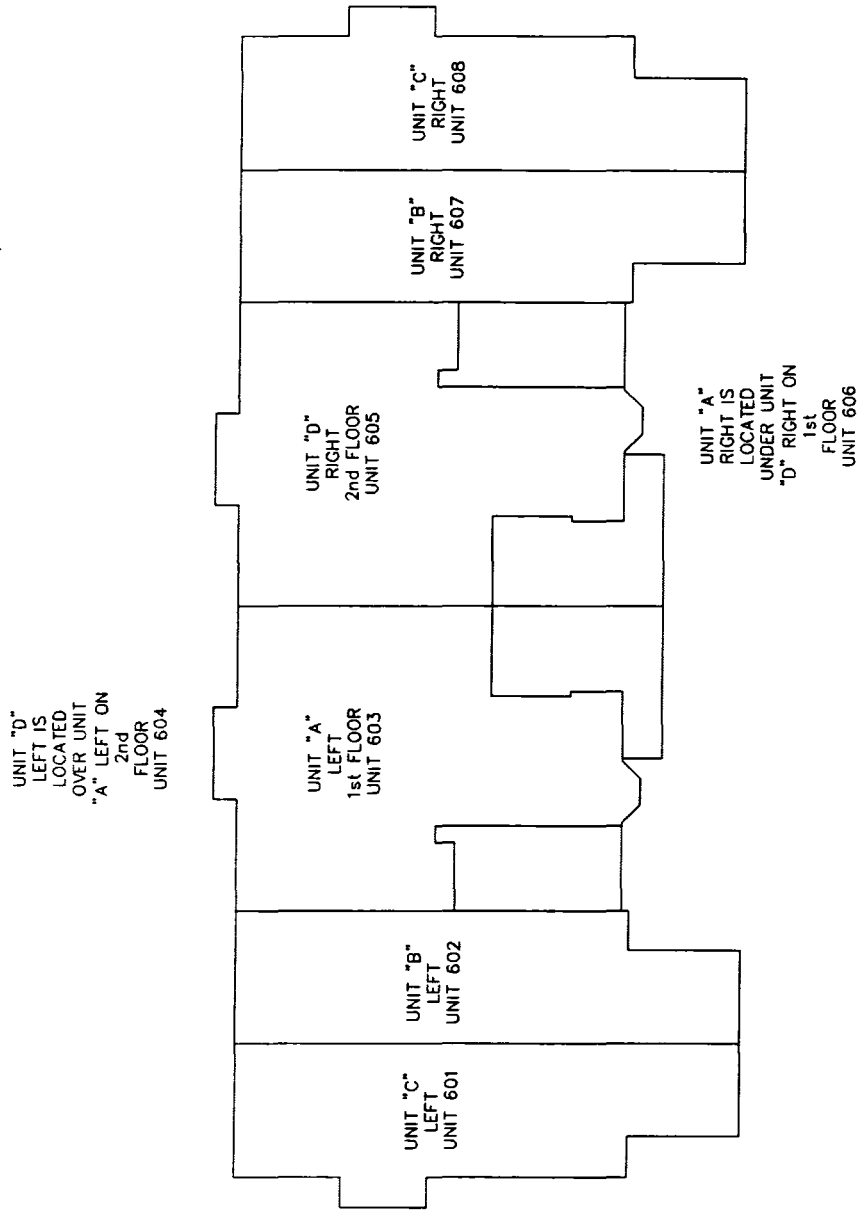 UNIT "D"
LEFT IS
LOCATED
OVER UNIT
"A" LEFT ON
2nd
FLOOR
UNIT 604
UNIT "C"
LEFT
UNIT 601
UNIT "B"
LEFT
UNIT 602
UNIT "A"
LEFT
1st FLOOR
UNIT 603
UNIT "D"
RIGHT
2nd FLOOR
UNIT 605
UNIT "B"
RIGHT
UNIT 607
UNIT "C"
RIGHT
UNIT 608
UNIT "A"
RIGHT IS
LOCATED
UNDER UNIT
"D" RIGHT ON
1st
FLOOR
UNIT 606